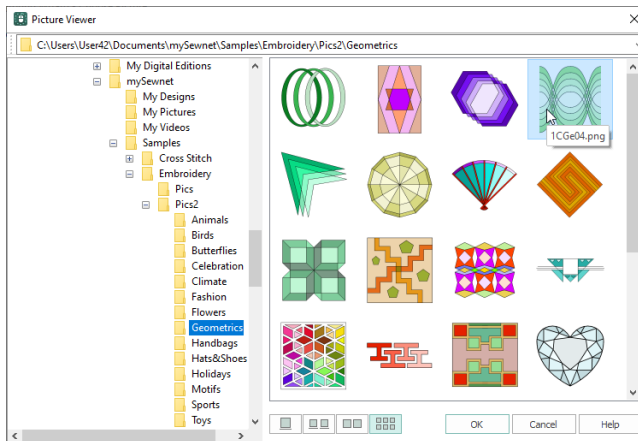 Picture Viewer
C:\Users\User42\Documents\mySewnet\Samples\Embroidery\Pics2\Geometrics
My Digital Editions
mySewnet
My Designs
My Pictures
My Videos
Samples
Cross Stitch
Embroidery
Pics
Pics2
Animals
Birds
Butterflies
Celebration
Climate
Fashion
Flowers
Geometrics
Handbags
Hats&Shoes
Holidays
Motifs
Sports
Toys
1CGe04.png
OK
Cancel
Help